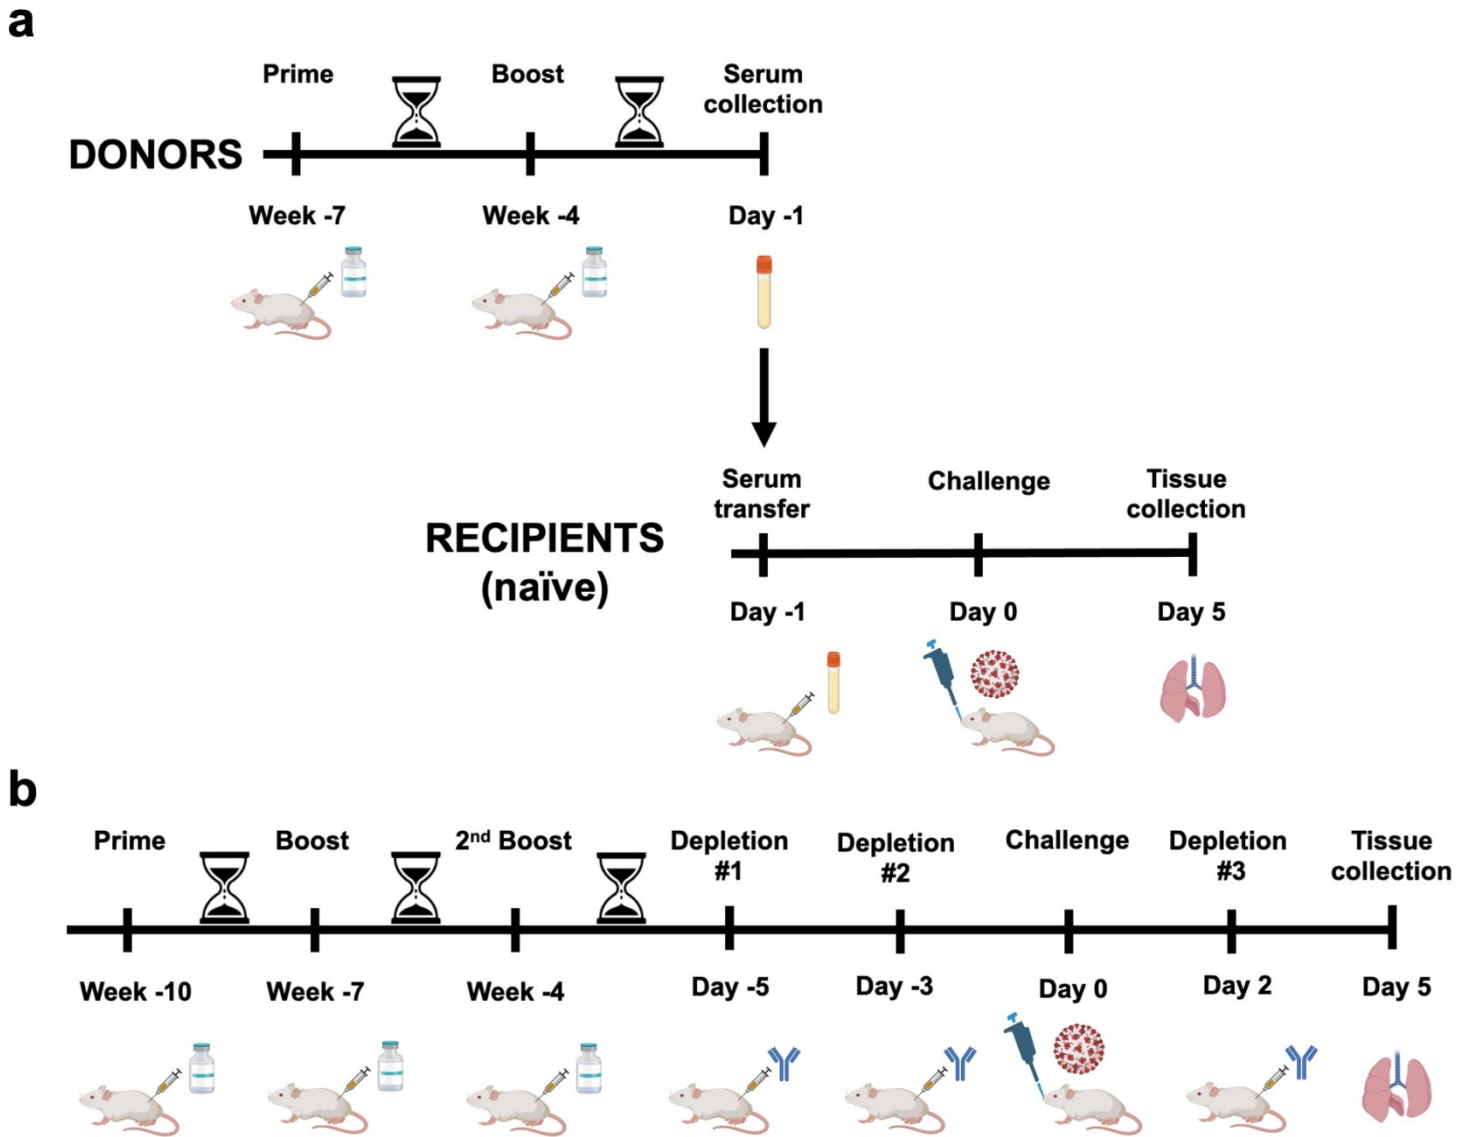 a
Prime
Boost
Serum
collection
DONORS
Week -7
Week -4
Day -1
Serum
transfer
Challenge
Tissue
collection
RECIPIENTS
(naïve)
Day -1
Day 0
Day 5
b
Prime
Boost
2nd Boost
Depletion
#1
Depletion
#2
Challenge
Depletion
#3
Tissue
collection
Week -10
Week -7
Week -4
Day -5
Day -3
Day 0
Day 2
Day 5